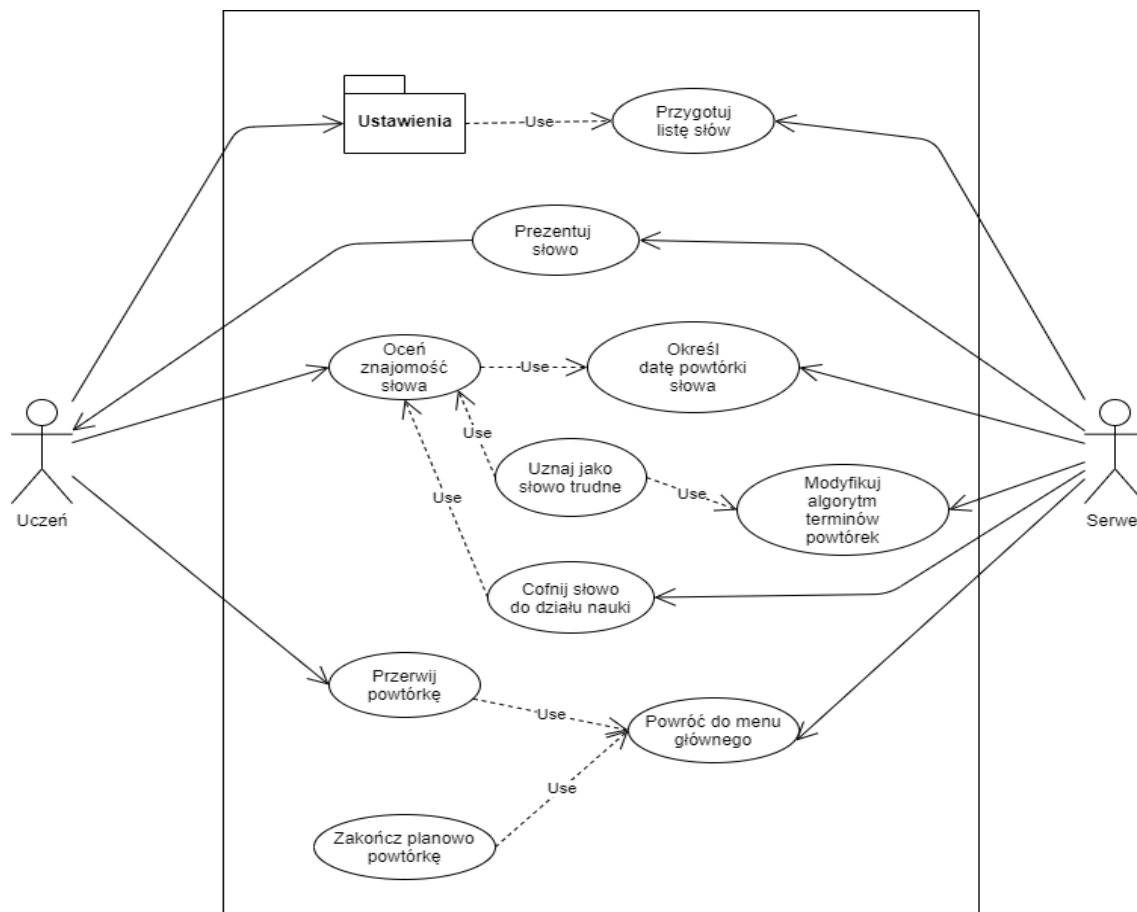 Ustawienia
Use
Przygotuj
listę słów
Prezentuj
słowo
Oceń
znajomość
słowa
Use
Określ
datę powtórki
słowa
Use
Uznaj jako
słowo trudne
Use
Modyfikuj
algorytm
terminów
powtórek
Uczeń
Serwe
Use
Cofnij słowo
do działu nauki
Przerwij
powtórkę
Use
Powróć do menu
głównego
Use
Zakończ planowo
powtórkę